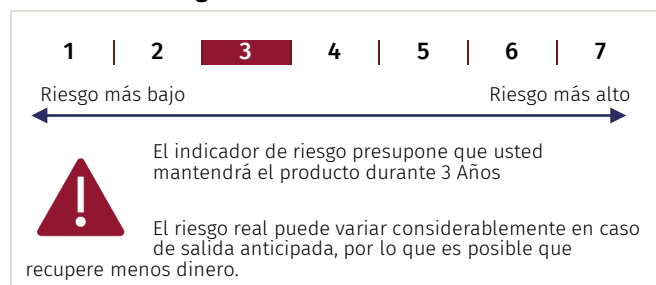 1 2 3 4 5 6 7
Riesgo más bajo Riesgo más alto
El indicador de riesgo presupone que usted
mantendrá el producto durante 3 Años
El riesgo real puede variar considerablemente en caso
de salida anticipada, por lo que es posible que
recupere menos dinero.